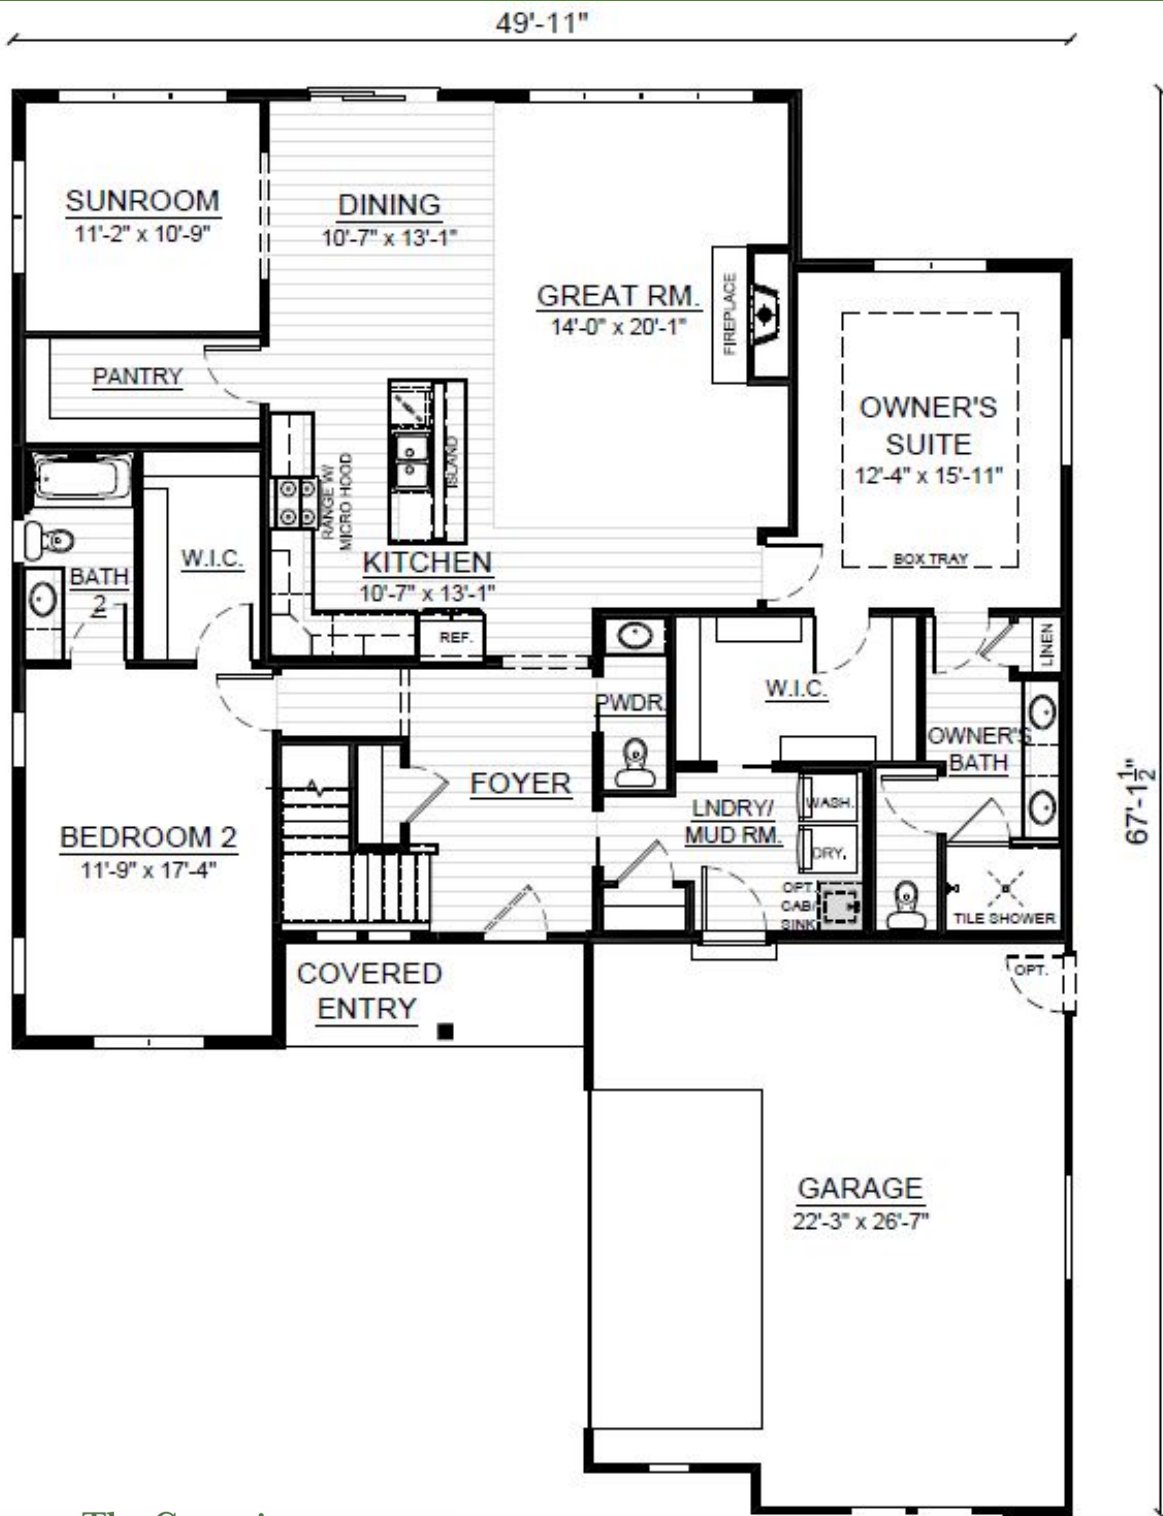 49'-11"
SUNROOM
11'-2" x 10'-9"
DINING
10'-7" x 13'-1"
GREAT RM.
14'-0" x 20'-1"
FIREPLACE
PANTRY
OWNER'S
SUITE
12'-4" x 15'-11"
BOX TRAY
ISLAND
RANGE W/
MICRO HOOD
KITCHEN
10'-7" x 13'-1"
REF.
W.I.C.
BATH
2
LINEN
PWDR.
W.I.C.
OWNER'S
BATH
FOYER
LNDRY/
MUD RM.
WASH.
DRY.
OPT.
CAB/
SINK
TILE SHOWER
BEDROOM 2
11'-9" x 17'-4"
67'-1 1/2"
COVERED
ENTRY
OPT.
GARAGE
22'-3" x 26'-7"
The